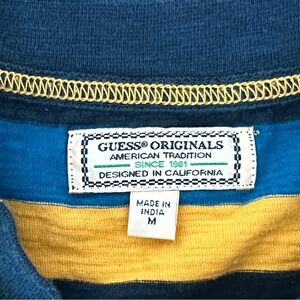 GUESS® ORIGINALS
AMERICAN TRADITION
SINCE 1981
DESIGNED IN CALIFORNIA
MADE IN
INDIA
M